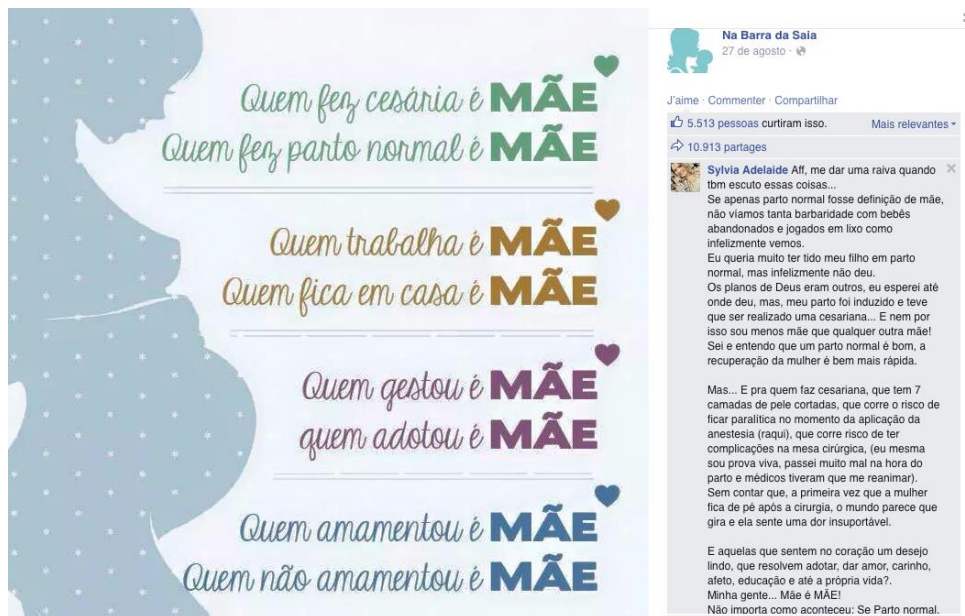 Quem fez cesária é MÃE
Quem fez parto normal é MÃE
Quem trabalha é MÃE
Quem fica em casa é MÃE
Quem gestou é MÃE
quem adotou é MÃE
Quem amamentou é MÃE
Quem não amamentou é MÃE
Na Barra da Saia
27 de agosto ·
J'aime · Commenter · Compartilhar
5.513 pessoas curtiram isso. Mais relevantes
10.913 partages
Sylvia Adelaide Aff, me dar uma raiva quando
tbm escuto essas coisas...
Se apenas parto normal fosse definição de mãe,
não víamos tanta barbaridade com bebês
abandonados e jogados em lixo como
infelizmente vemos.
Eu queria muito ter tido meu filho em parto
normal, mas infelizmente não deu.
Os planos de Deus eram outros, eu esperei até
onde deu, mas, meu parto foi induzido e teve
que ser realizado uma cesariana... E nem por
isso sou menos mãe que qualquer outra mãe!
Sei e entendo que um parto normal é bom, a
recuperação da mulher é bem mais rápida.
Mas... E pra quem faz cesariana, que tem 7
camadas de pele cortadas, que corre o risco de
ficar paralítica no momento da aplicação da
anestesia (raqui), que corre risco de ter
complicações na mesa cirúrgica, (eu mesma
sou prova viva, passei muito mal na hora do
parto e médicos tiveram que me reanimar).
Sem contar que, a primeira vez que a mulher
fica de pé após a cirurgia, o mundo parece que
gira e ela sente uma dor insuportável.
E aquelas que sentem no coração um desejo
lindo, que resolvem adotar, dar amor, carinho,
afeto, educação e até a própria vida?.
Minha gente... Mãe é MÃE!
Não importa como aconteceu: Se Parto normal.